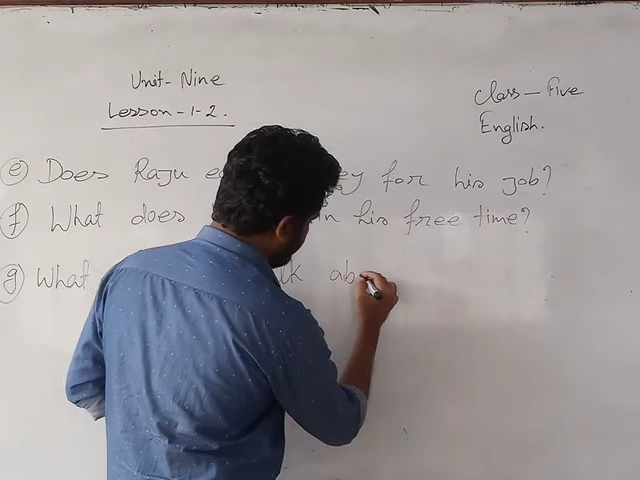 Unit-Nine
Lesson-1-2.
Class-Five
English.
(e) Does Raju for his job?
(f) What does his free time?
(g) What